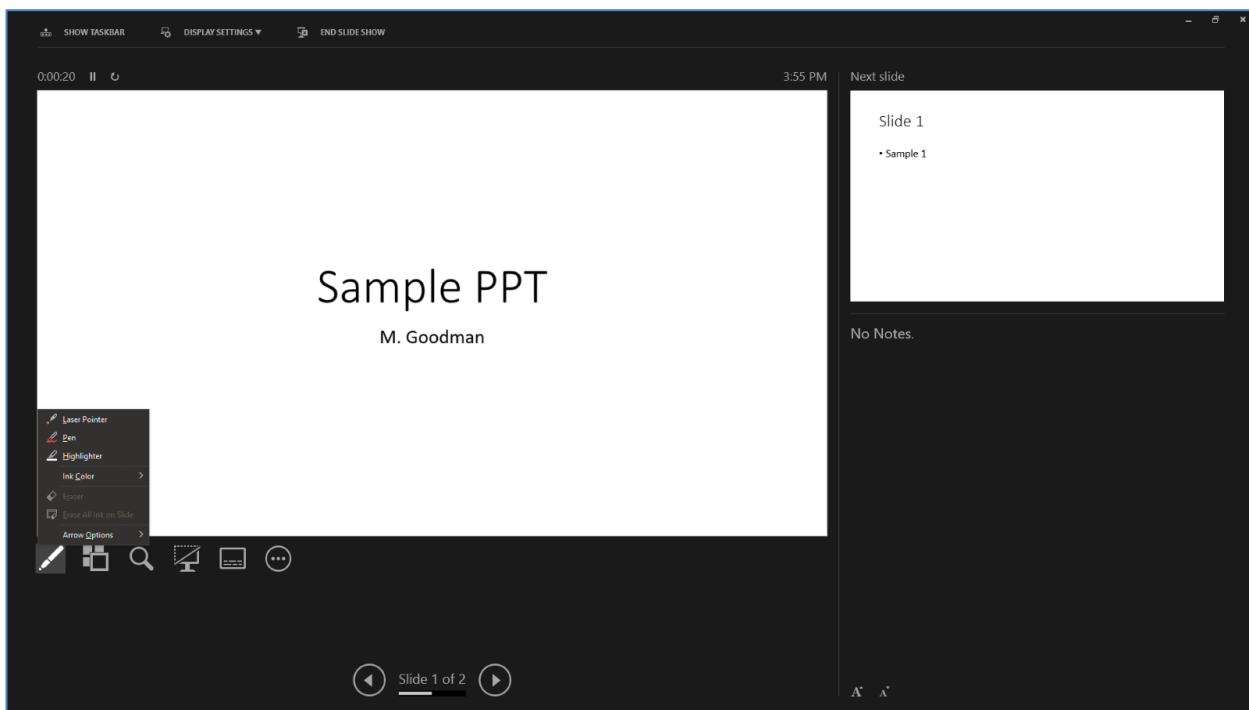 SHOW TASKBAR DISPLAY SETTINGS ▼ END SLIDE SHOW
0:00:20 3:55 PM
Sample PPT
M. Goodman
Laser Pointer
Pen
Highlighter
Ink Color
Eraser
Erase All Ink on Slide
Arrow Options
Slide 1 of 2
Next slide
Slide 1
• Sample 1
No Notes.
A A